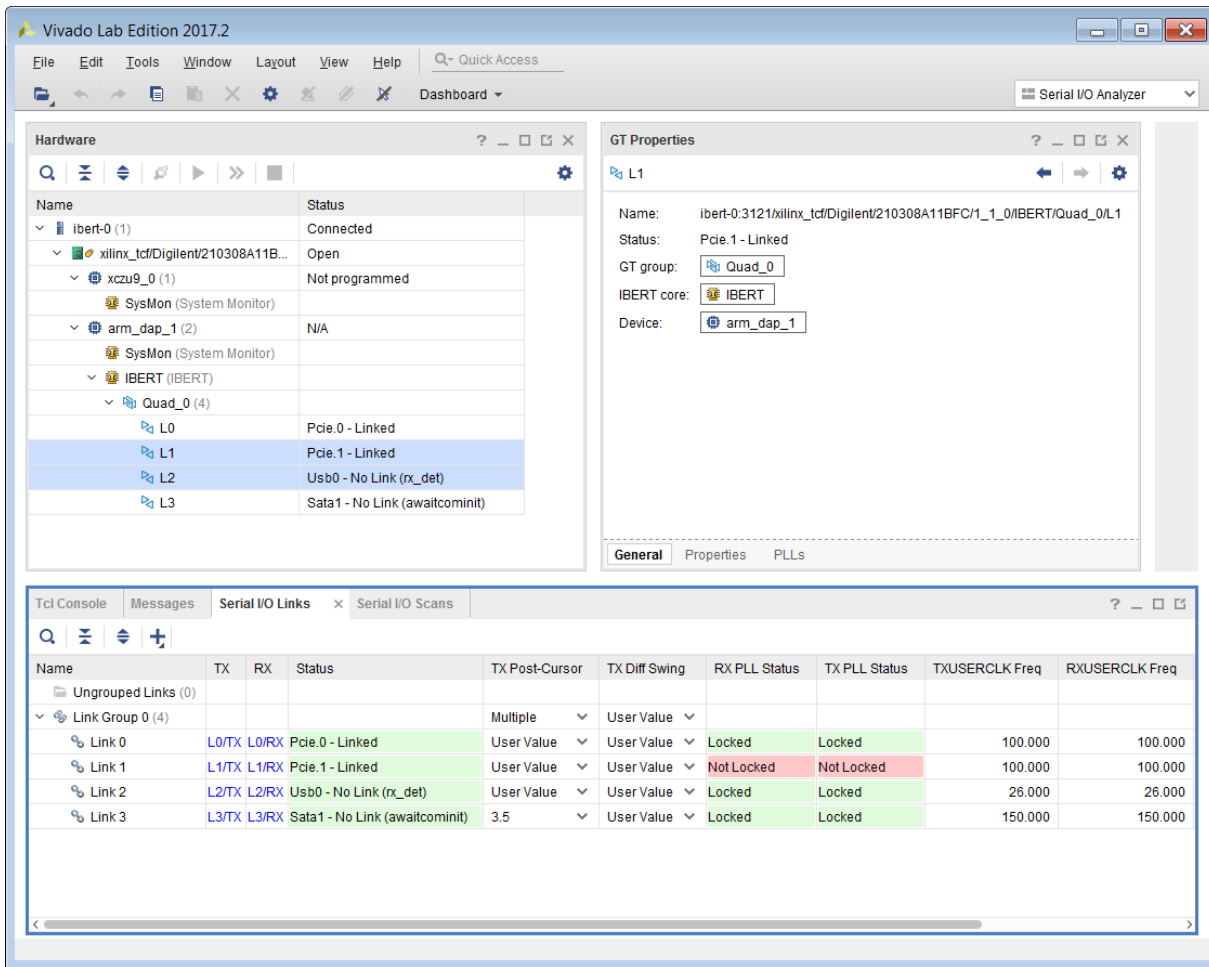 Vivado Lab Edition 2017.2
File Edit Tools Window Layout View Help Quick Access
Dashboard Serial I/O Analyzer
Hardware
Name Status
ibert-0 (1) Connected
xilinx_tcf/Digilent/210308A11B... Open
xczu9_0 (1) Not programmed
SysMon (System Monitor)
arm_dap_1 (2) N/A
SysMon (System Monitor)
IBERT (IBERT)
Quad_0 (4)
L0 Pcie.0 - Linked
L1 Pcie.1 - Linked
L2 Usb0 - No Link (rx_det)
L3 Sata1 - No Link (awaitcominit)
GT Properties
L1
Name: ibert-0:3121/xilinx_tcf/Digilent/210308A11BFC/1_1_0/IBERT/Quad_0/L1
Status: Pcie.1 - Linked
GT group: Quad_0
IBERT core: IBERT
Device: arm_dap_1
General Properties PLLs
Tcl Console Messages Serial I/O Links Serial I/O Scans
Name TX RX Status TX Post-Cursor TX Diff Swing RX PLL Status TX PLL Status TXUSERCLK Freq RXUSERCLK Freq
Ungrouped Links (0)
Link Group 0 (4) Multiple User Value
Link 0 L0/TX L0/RX Pcie.0 - Linked User Value User Value Locked Locked 100.000 100.000
Link 1 L1/TX L1/RX Pcie.1 - Linked User Value User Value Not Locked Not Locked 100.000 100.000
Link 2 L2/TX L2/RX Usb0 - No Link (rx_det) User Value User Value Locked Locked 26.000 26.000
Link 3 L3/TX L3/RX Sata1 - No Link (awaitcominit) 3.5 User Value Locked Locked 150.000 150.000